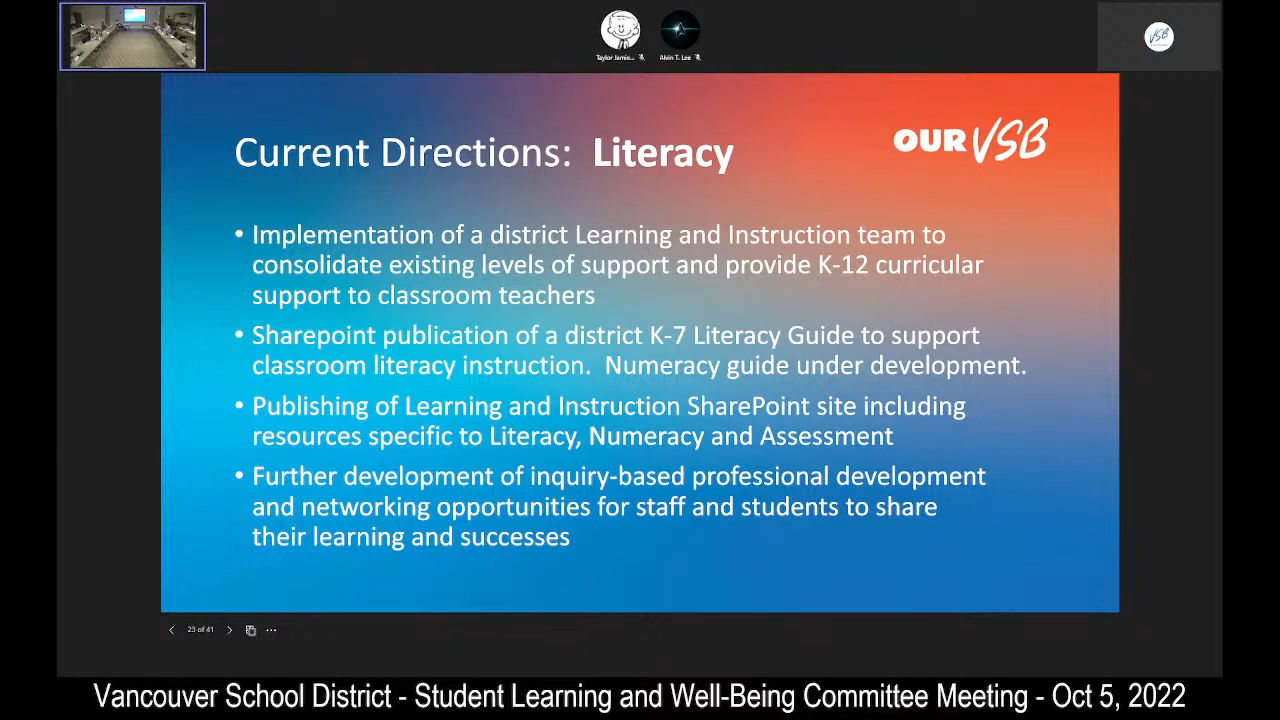 Taylor Jamie...
Alvin T. Lee
VSB
OUR VSB
Current Directions: Literacy
• Implementation of a district Learning and Instruction team to
consolidate existing levels of support and provide K-12 curricular
support to classroom teachers
• Sharepoint publication of a district K-7 Literacy Guide to support
classroom literacy instruction. Numeracy guide under development.
• Publishing of Learning and Instruction SharePoint site including
resources specific to Literacy, Numeracy and Assessment
• Further development of inquiry-based professional development
and networking opportunities for staff and students to share
their learning and successes
23 of 41
Vancouver School District - Student Learning and Well-Being Committee Meeting - Oct 5, 2022